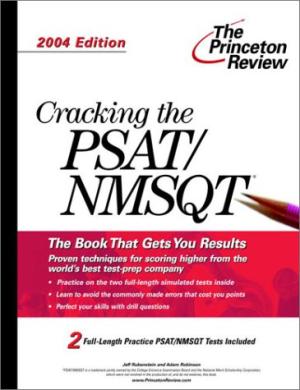 2004 Edition
The
Princeton
Review
Cracking the
PSAT/
NMSQT®
The Book That Gets You Results
Proven techniques for scoring higher from the
world's best test-prep company
• Practice on the two full-length simulated tests inside
• Learn to avoid the commonly made errors that cost you points
• Perfect your skills with drill questions
2 Full-Length Practice PSAT/NMSQT Tests Included
Jeff Rubenstein and Adam Robinson
www.PrincetonReview.com